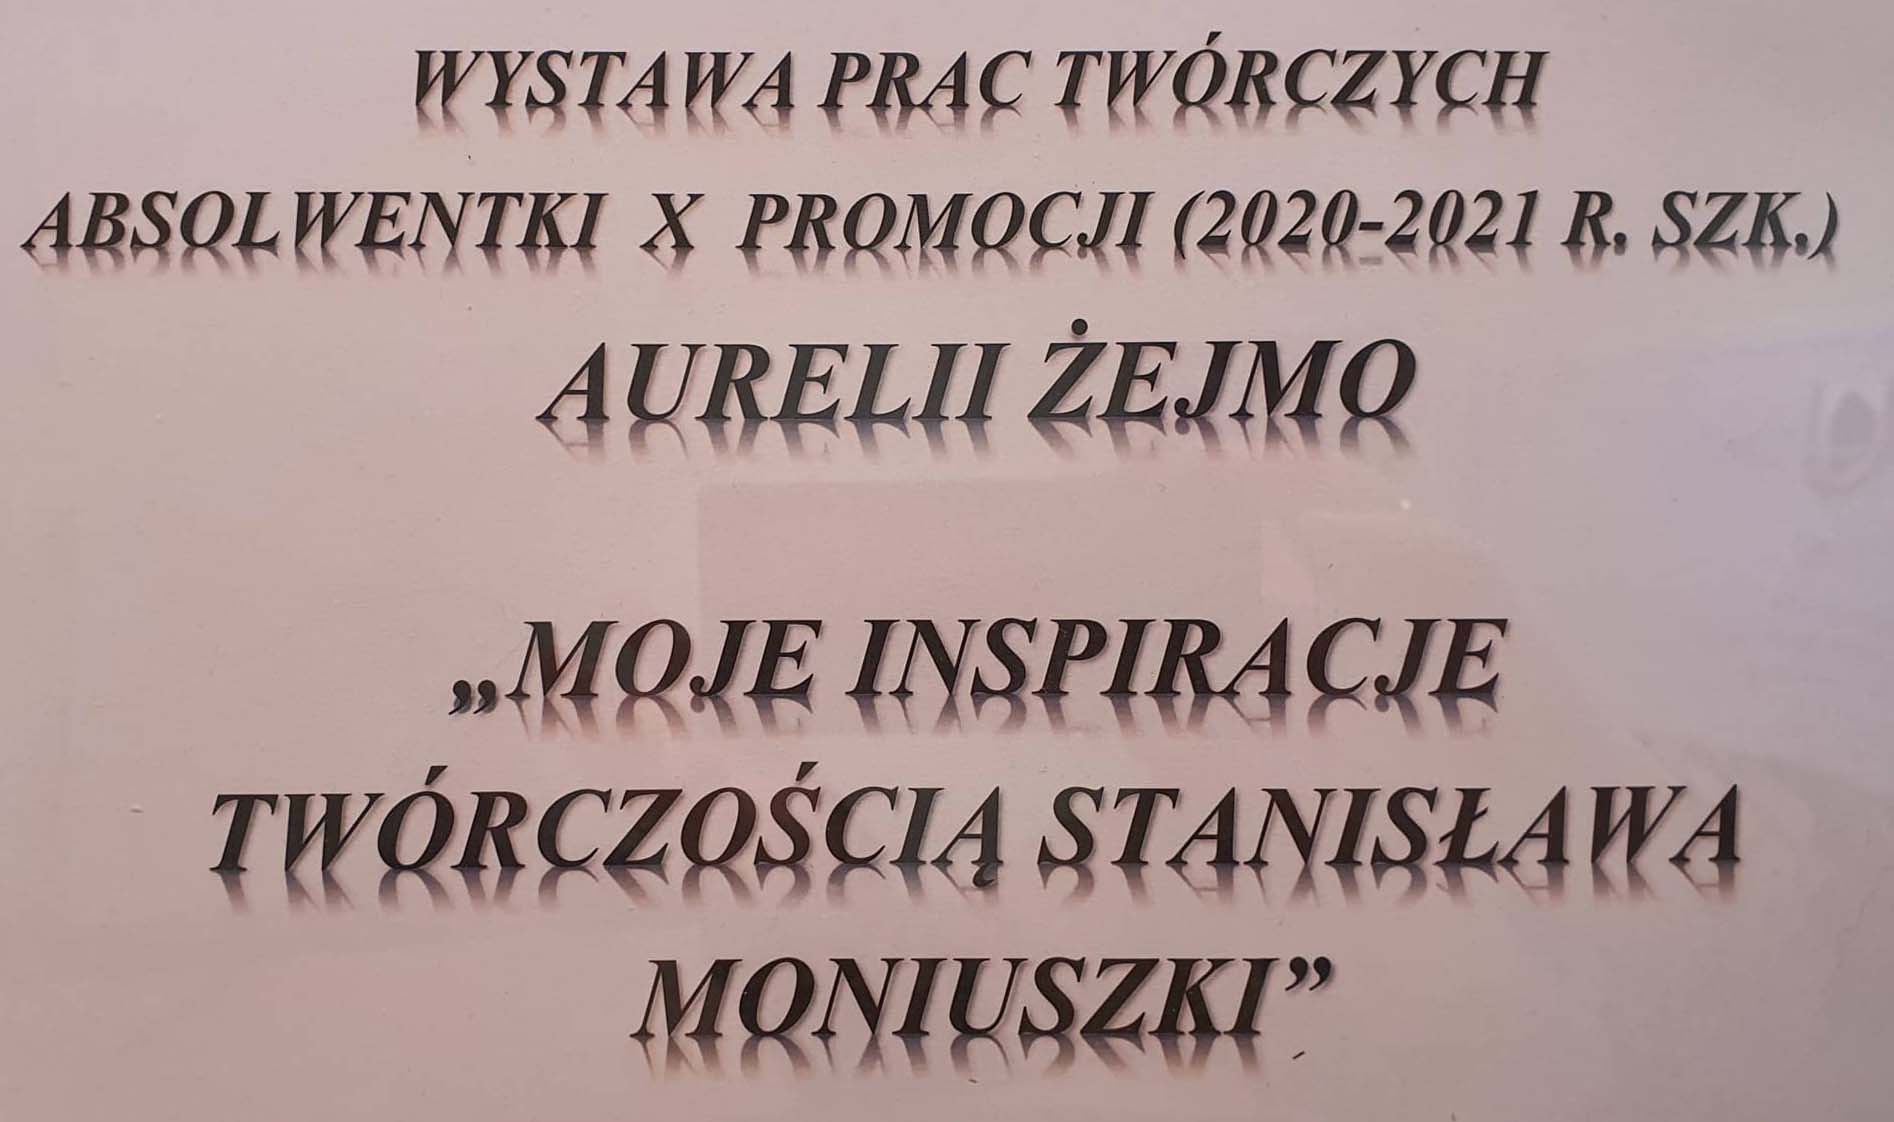 WYSTAWA PRAC TWÓRCZYCH
ABSOLWENTKI X PROMOCJI (2020-2021 R. SZK.)
AURELII ŻEJMO
„MOJE INSPIRACJE
TWÓRCZOŚCIĄ STANISŁAWA
MONIUSZKI”